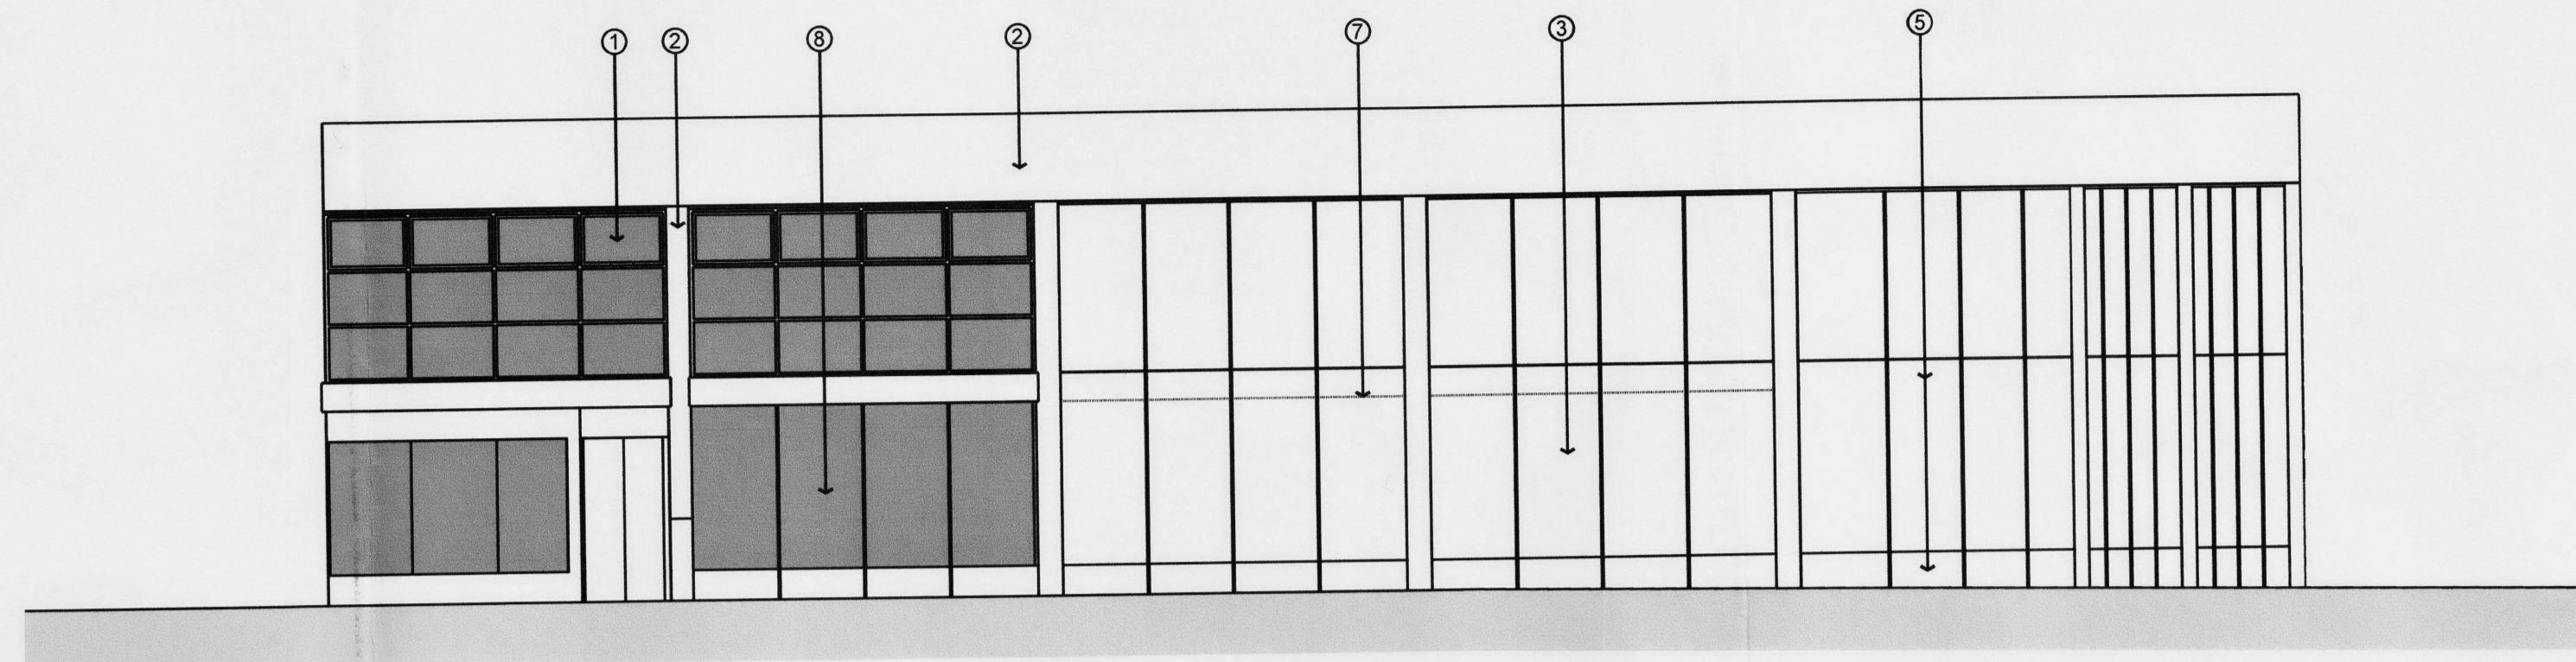 ① ② ⑧ ② ⑦ ③ ⑤